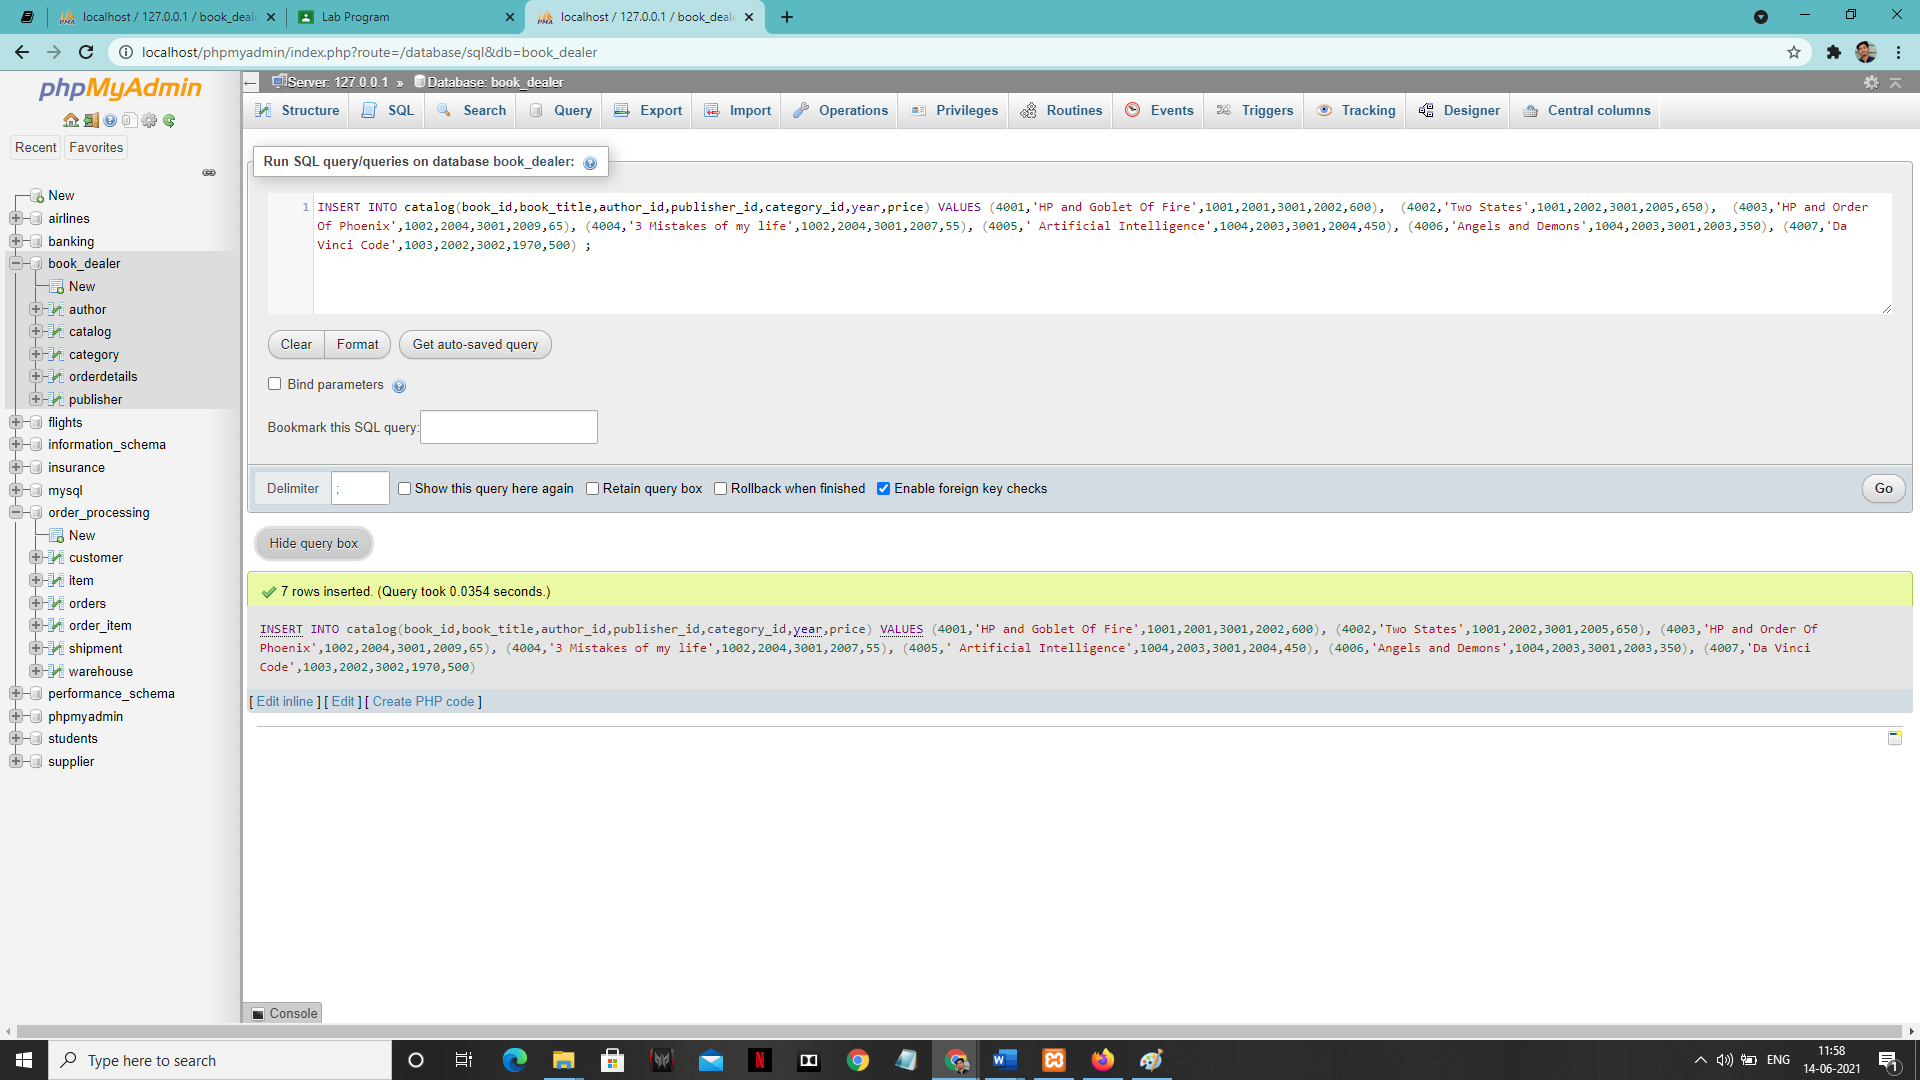 localhost / 127.0.0.1 / book_deale
Lab Program
localhost / 127.0.0.1 / book_deale
localhost/phpmyadmin/index.php?route=/database/sql&db=book_dealer
phpMyAdmin
Recent
Favorites
New
airlines
banking
book_dealer
New
author
catalog
category
orderdetails
publisher
flights
information_schema
insurance
mysql
order_processing
New
customer
item
orders
order_item
shipment
warehouse
performance_schema
phpmyadmin
students
supplier
Server: 127.0.0.1 » Database: book_dealer
Structure SQL Search Query Export Import Operations Privileges Routines Events Triggers Tracking Designer Central columns
Run SQL query/queries on database book_dealer:
1 INSERT INTO catalog(book_id,book_title,author_id,publisher_id,category_id,year,price) VALUES (4001,'HP and Goblet Of Fire',1001,2001,3001,2002,600), (4002,'Two States',1001,2002,3001,2005,650), (4003,'HP and Order
Of Phoenix',1002,2004,3001,2009,65), (4004,'3 Mistakes of my life',1002,2004,3001,2007,55), (4005,' Artificial Intelligence',1004,2003,3001,2004,450), (4006,'Angels and Demons',1004,2003,3001,2003,350), (4007,'Da
Vinci Code',1003,2002,3002,1970,500) ;
Clear Format Get auto-saved query
Bind parameters
Bookmark this SQL query:
Delimiter ; Show this query here again Retain query box Rollback when finished Enable foreign key checks Go
Hide query box
7 rows inserted. (Query took 0.0354 seconds.)
INSERT INTO catalog(book_id,book_title,author_id,publisher_id,category_id,year,price) VALUES (4001,'HP and Goblet Of Fire',1001,2001,3001,2002,600), (4002,'Two States',1001,2002,3001,2005,650), (4003,'HP and Order Of
Phoenix',1002,2004,3001,2009,65), (4004,'3 Mistakes of my life',1002,2004,3001,2007,55), (4005,' Artificial Intelligence',1004,2003,3001,2004,450), (4006,'Angels and Demons',1004,2003,3001,2003,350), (4007,'Da Vinci
Code',1003,2002,3002,1970,500)
[ Edit inline ] [ Edit ] [ Create PHP code ]
Console
Type here to search
ENG
11:58
14-06-2021
1